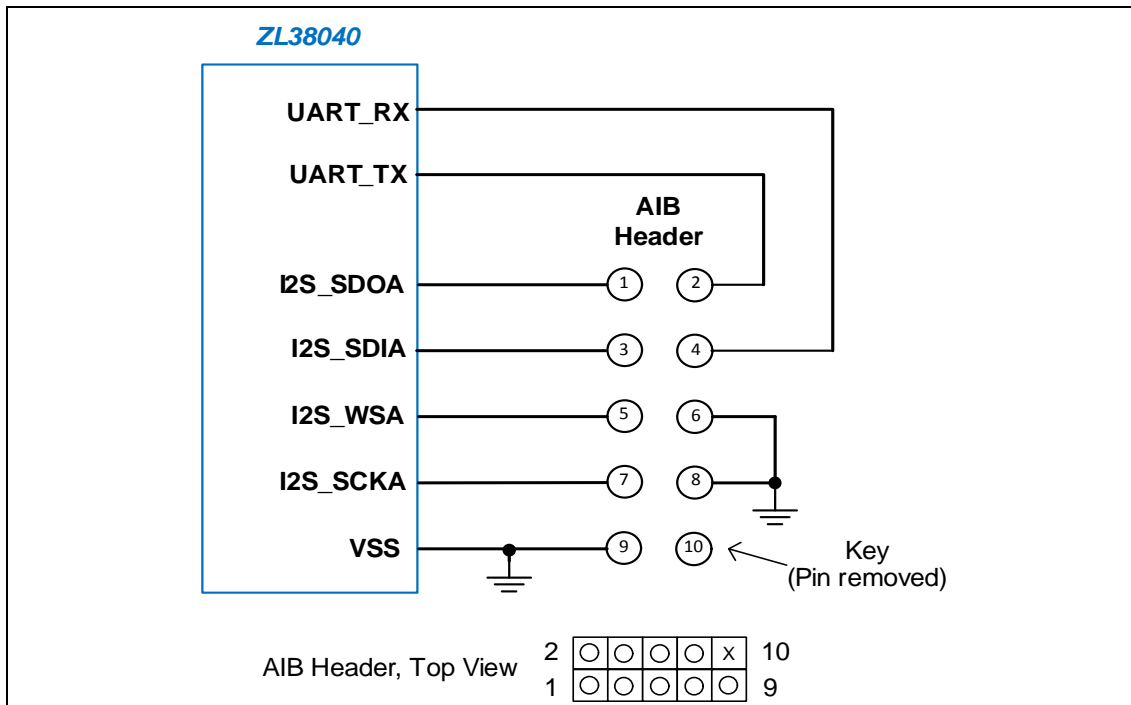 ZL38040
UART_RX
UART_TX
AIB
Header
I2S_SDOA 1 2
I2S_SDIA 3 4
I2S_WSA 5 6
I2S_SCKA 7 8
VSS 9 10
Key
(Pin removed)
AIB Header, Top View
2 X 10
1 9